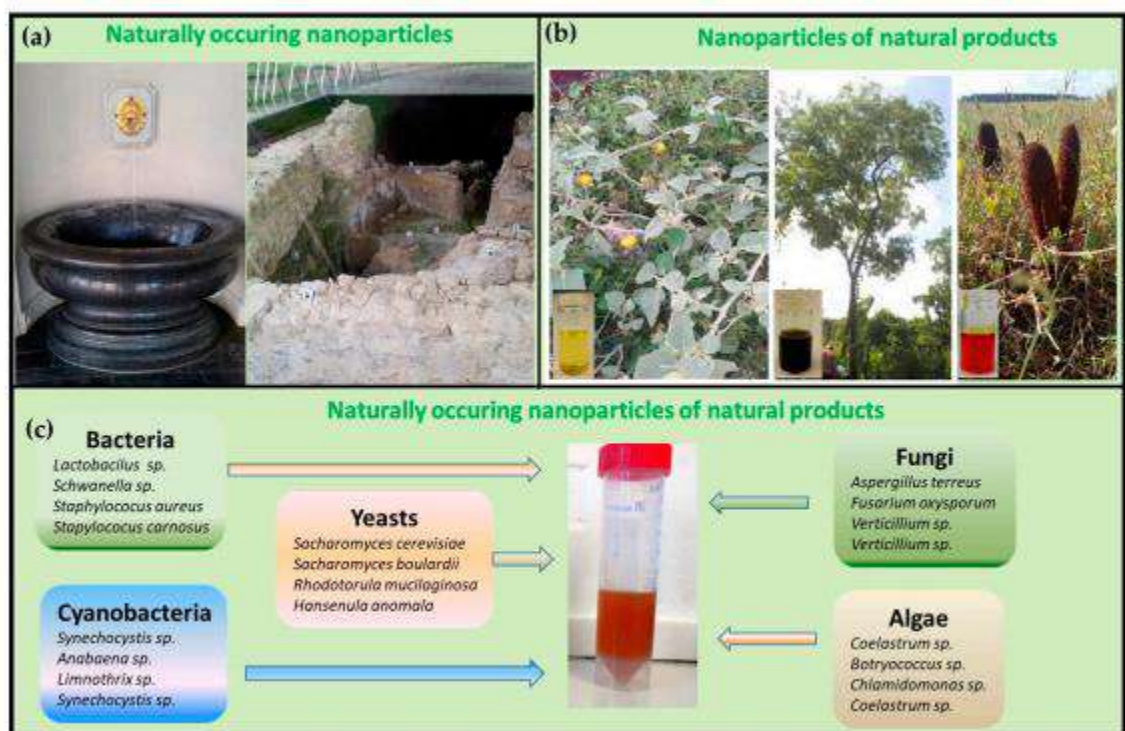 (a)
Naturally occuring nanoparticles
(b)
Nanoparticles of natural products
(c)
Naturally occuring nanoparticles of natural products
Bacteria
Lactobacilus sp.
Schwanella sp.
Staphylococus aureus
Stapylococus carnosus
Yeasts
Sacharomyces cerevisiae
Sacharomyces boulardii
Rhodotorula mucilaginosa
Hansenula anomala
Cyanobacteria
Synechocystis sp.
Anabaena sp.
Limnothrix sp.
Synechocystis sp.
Fungi
Aspergillus terreus
Fusarium oxysporum
Verticillium sp.
Verticillium sp.
Algae
Coelastrum sp.
Botryococcus sp.
Chlamidomonas sp.
Coelastrum sp.